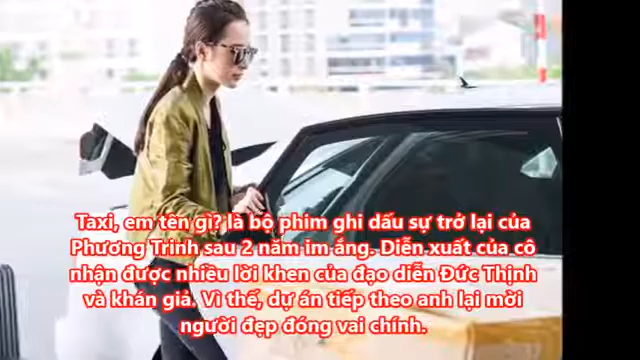 Taxi, em tên gì? là bộ phim ghi dấu sự trở lại của
Phương Trinh sau 2 năm im ắng. Diễn xuất của cô
nhận được nhiều lời khen của đạo diễn Đức Thịnh
và khán giả. Vì thế, dự án tiếp theo anh lại mời
người đẹp đóng vai chính.